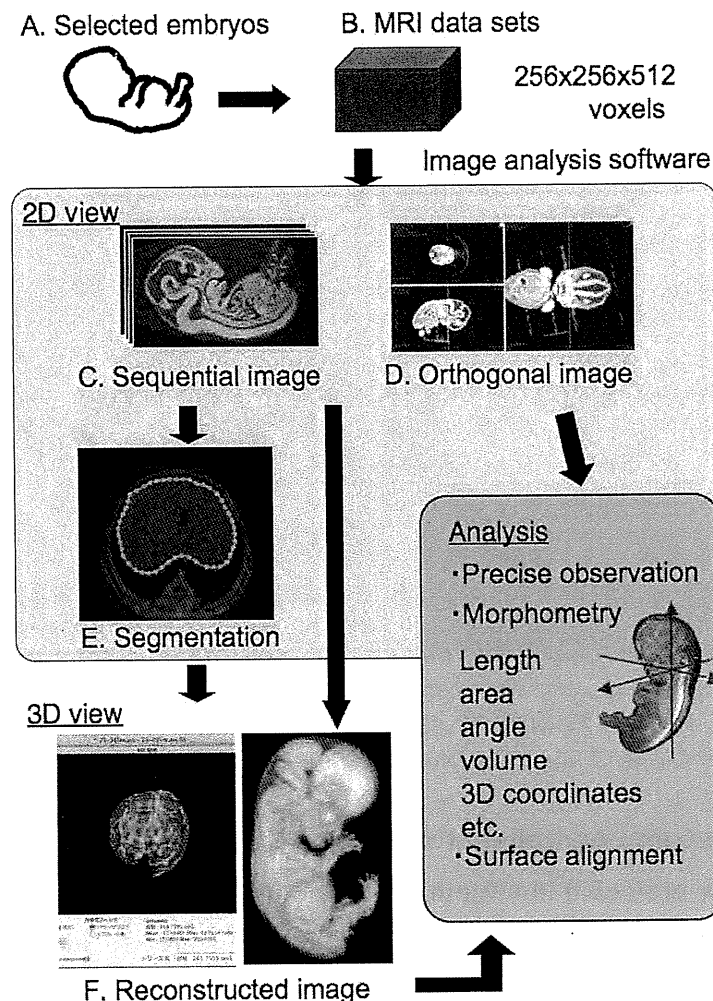 A. Selected embryos
B. MRI data sets
256x256x512
voxels
Image analysis software
2D view
C. Sequential image
D. Orthogonal image
E. Segmentation
3D view
F. Reconstructed image
Analysis
・Precise observation
・Morphometry
Length
area
angle
volume
3D coordinates
etc.
・Surface alignment